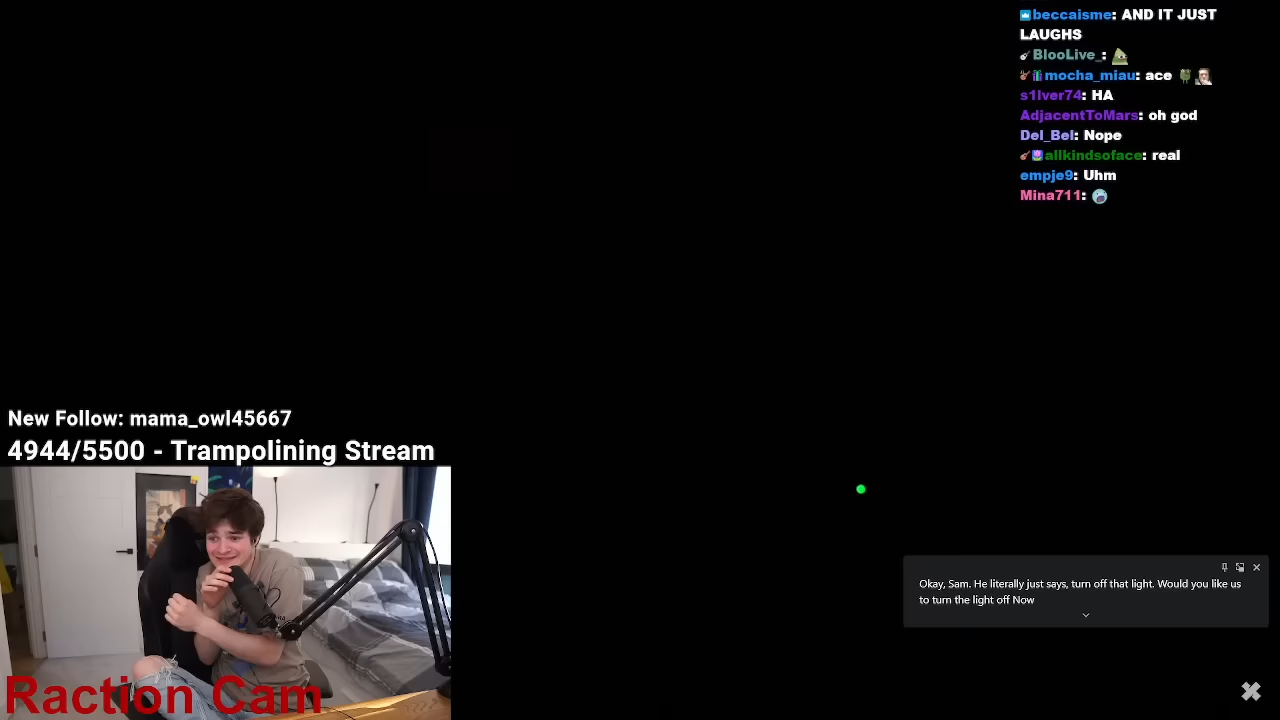 beccaisme: AND IT JUST
LAUGHS
BlooLive_:
mocha_miau: ace
s1lver74: HA
AdjacentToMars: oh god
Del_Bel: Nope
allkindsoface: real
empje9: Uhm
Mina711:
New Follow: mama_owl45667
4944/5500 - Trampolining Stream
Okay, Sam. He literally just says, turn off that light. Would you like us
to turn the light off Now
Raction Cam